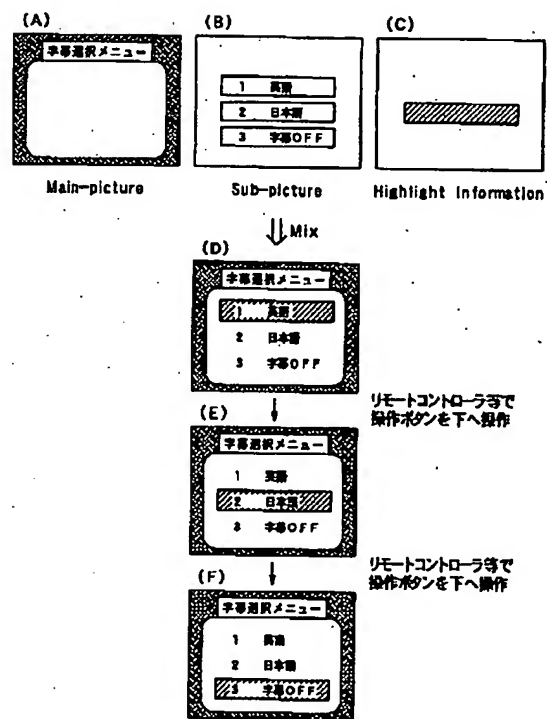 (A)
字幕選択メニュー
Main-picture
(B)
1 英語
2 日本語
3 字幕OFF
Sub-picture
(C)
Highlight Information
Mix
(D)
字幕選択メニュー
1 英語
2 日本語
3 字幕OFF
リモートコントローラ等で
操作ボタンを下へ操作
(E)
字幕選択メニュー
1 英語
2 日本語
3 字幕OFF
リモートコントローラ等で
操作ボタンを下へ操作
(F)
字幕選択メニュー
1 英語
2 日本語
3 字幕OFF